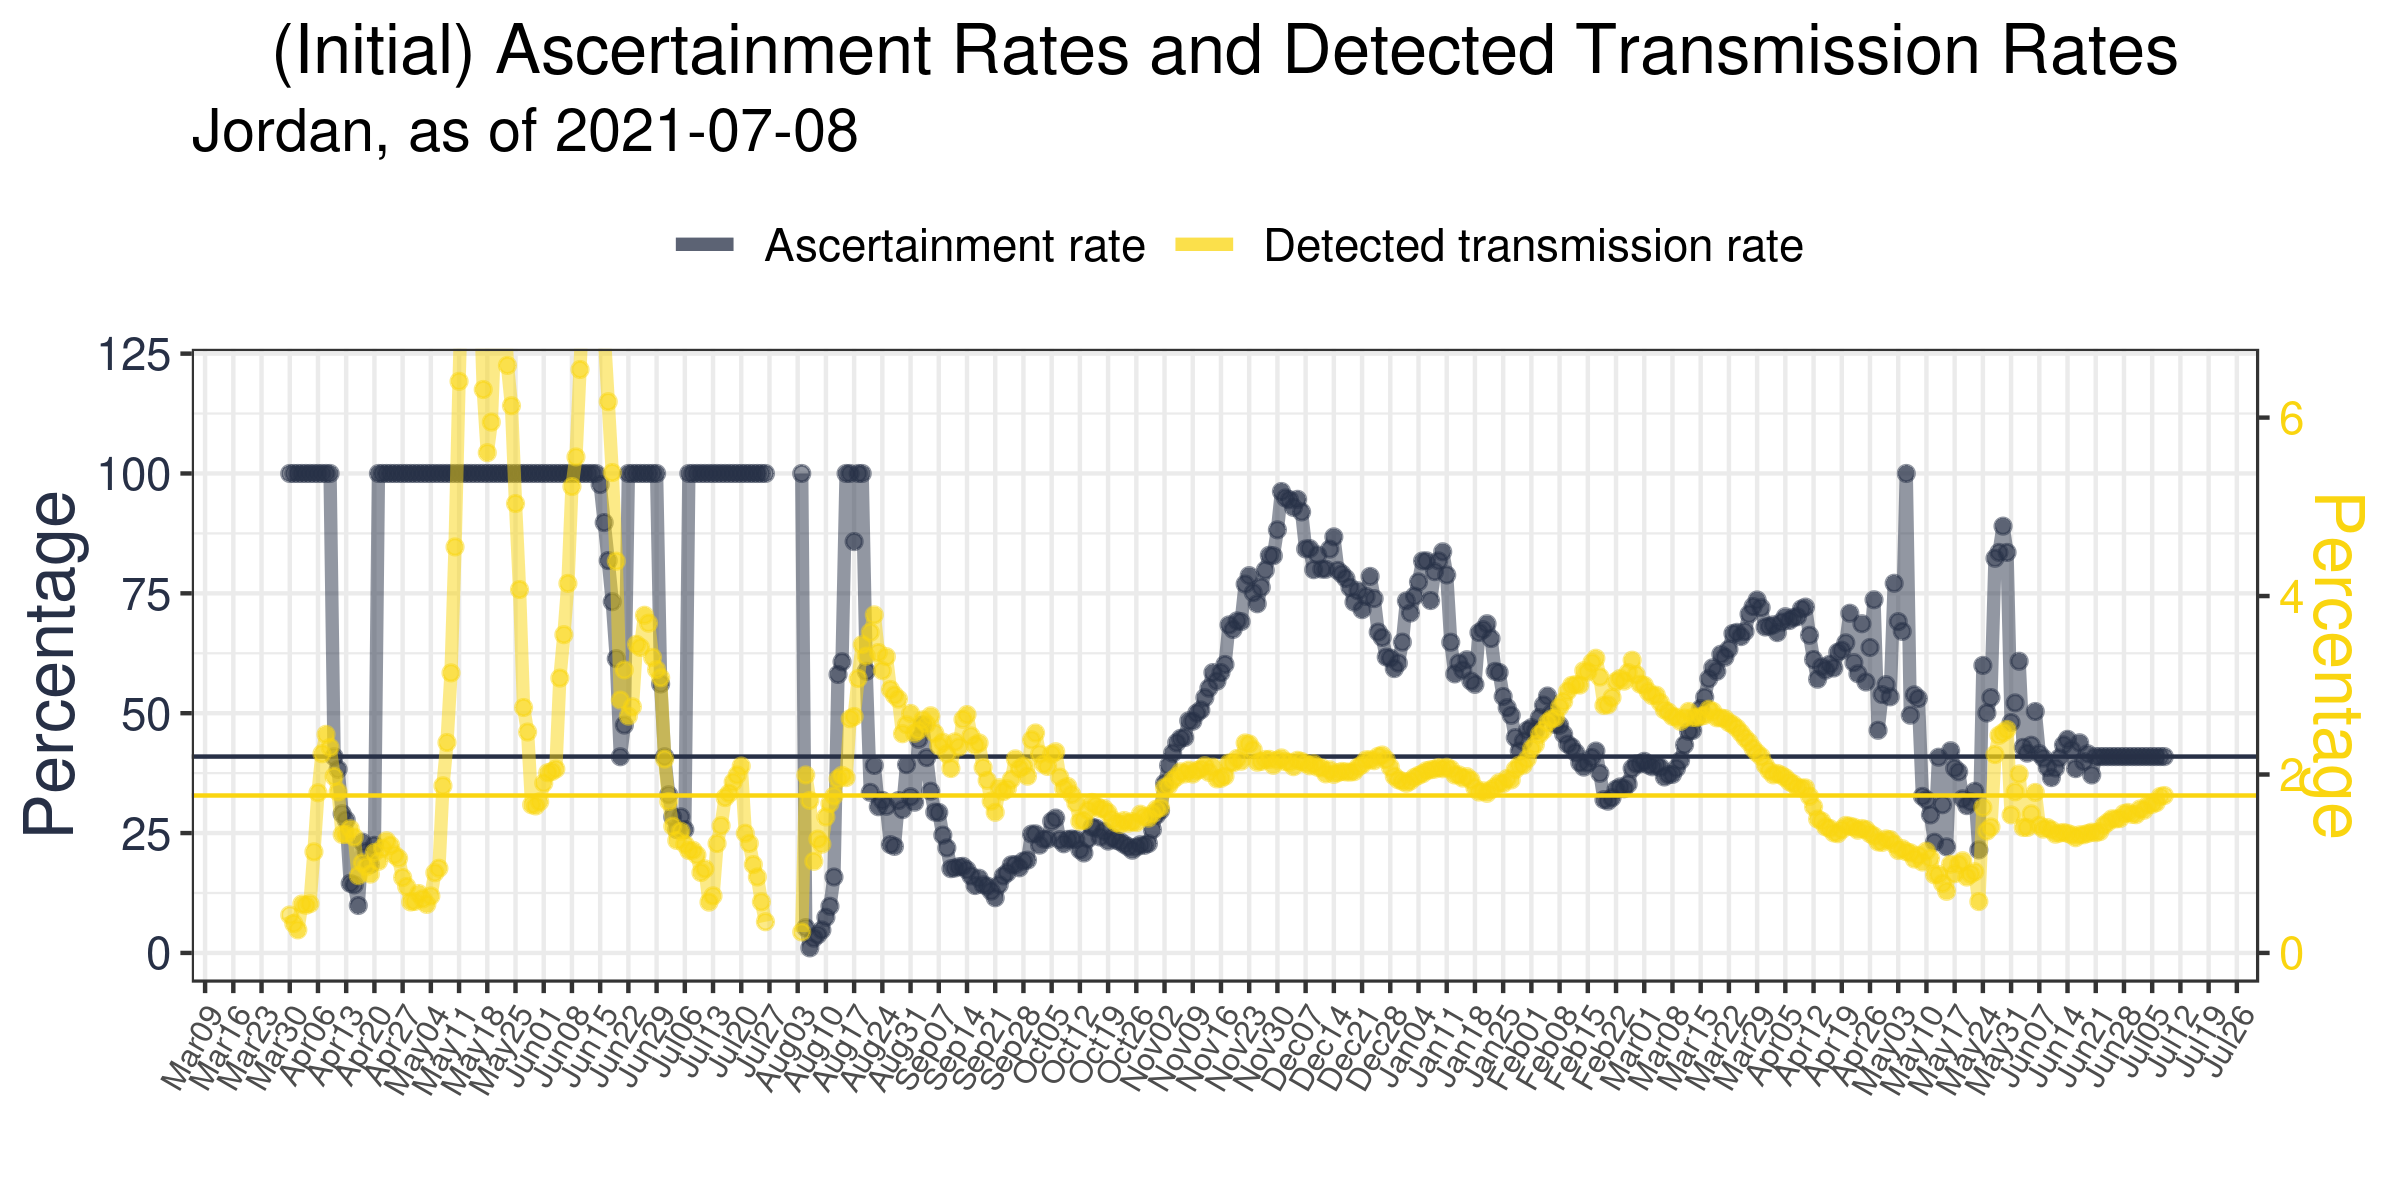 (Initial) Ascertainment Rates and Detected Transmission Rates
Jordan, as of 2021-07-08
Ascertainment rate Detected transmission rate
Percentage
125
100
75
50
25
0
6
4
2
0
Percentage
Mar09 Mar16 Mar23 Mar30 Apr06 Apr13 Apr20 Apr27 May04 May11 May18 May25 Jun01 Jun08 Jun15 Jun22 Jun29 Jul06 Jul13 Jul20 Jul27 Aug03 Aug10 Aug17 Aug24 Aug31 Sep07 Sep14 Sep21 Sep28 Oct05 Oct12 Oct19 Oct26 Nov02 Nov09 Nov16 Nov23 Nov30 Dec07 Dec14 Dec21 Dec28 Jan04 Jan11 Jan18 Jan25 Feb01 Feb08 Feb15 Feb22 Mar01 Mar08 Mar15 Mar22 Mar29 Apr05 Apr12 Apr19 Apr26 May03 May10 May17 May24 May31 Jun07 Jun14 Jun21 Jun28 Jul05 Jul12 Jul19 Jul26